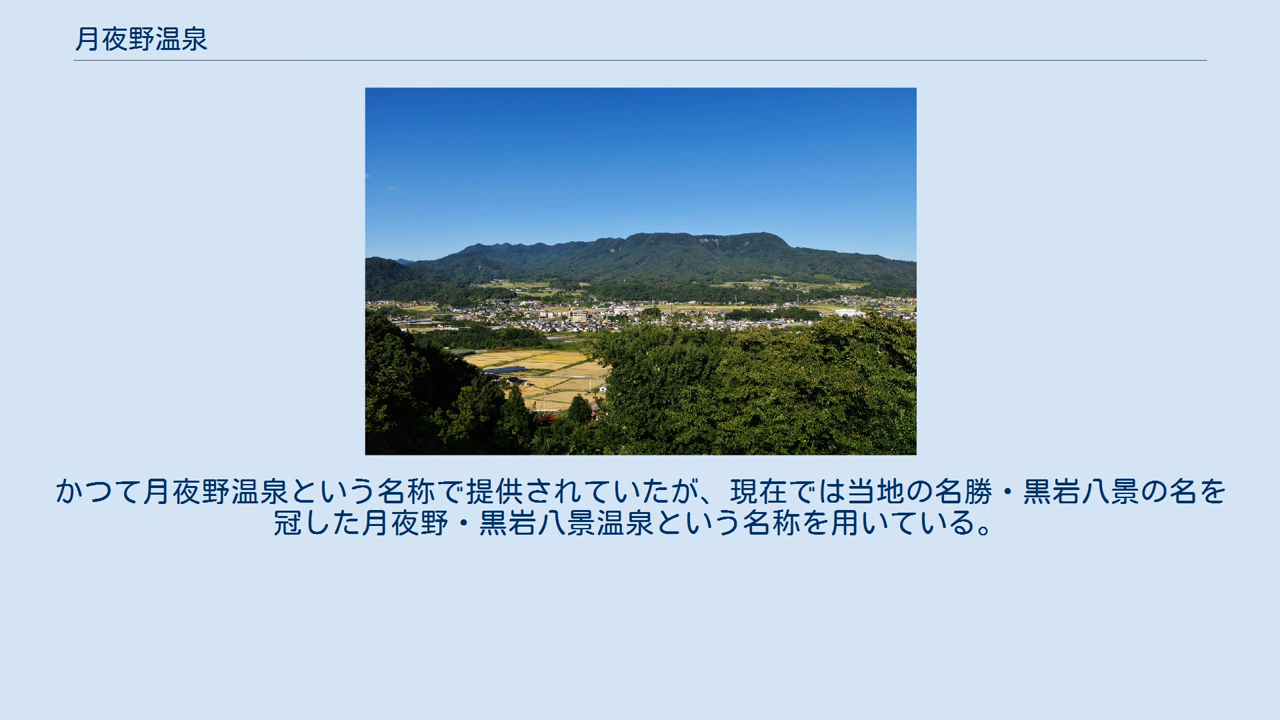 月夜野温泉
かつて月夜野温泉という名称で提供されていたが、現在では当地の名勝・黒岩八景の名を
冠した月夜野・黒岩八景温泉という名称を用いている。